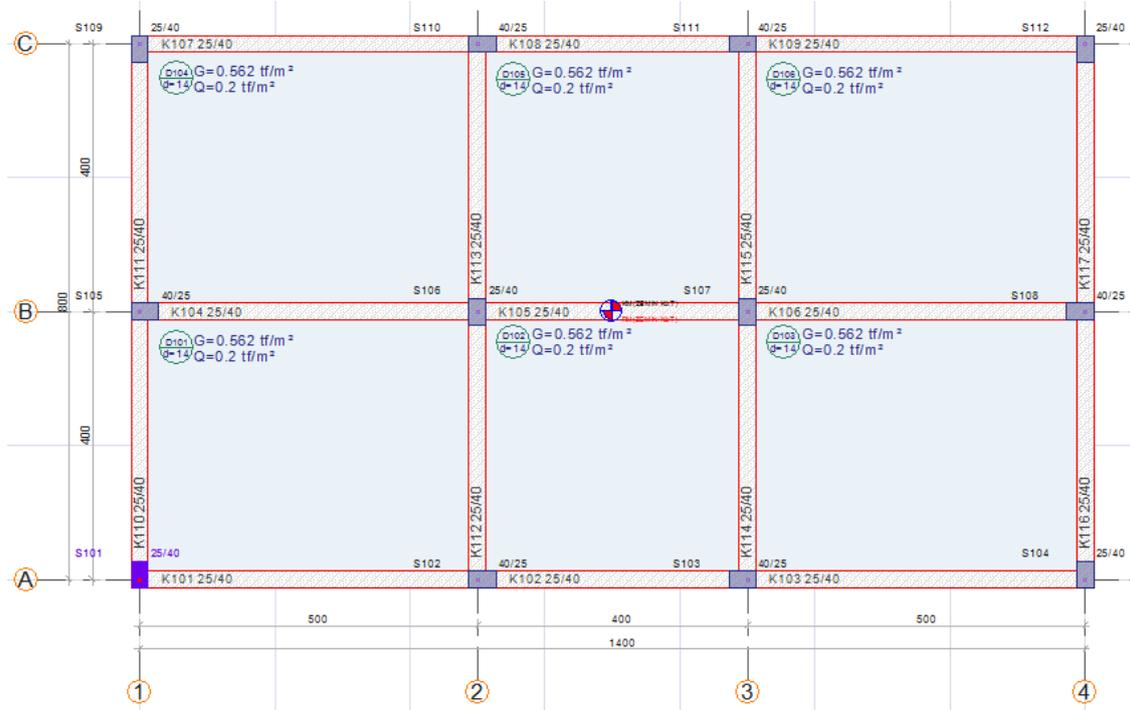 S109 25/40 S110 40/25 S111 40/25 S112 25/40
C K107 25/40 K108 25/40 K109 25/40
D104 d=14 G=0.562 tf/m²
Q=0.2 tf/m²
D105 d=14 G=0.562 tf/m²
Q=0.2 tf/m²
D106 d=14 G=0.562 tf/m²
Q=0.2 tf/m²
400
K111 25/40
K113 25/40
K115 25/40
K117 25/40
800
S105 40/25 S106 25/40 S107 25/40 S108 40/25
B K104 25/40 K105 25/40 K106 25/40
D101 d=14 G=0.562 tf/m²
Q=0.2 tf/m²
D102 d=14 G=0.562 tf/m²
Q=0.2 tf/m²
D103 d=14 G=0.562 tf/m²
Q=0.2 tf/m²
400
K110 25/40
K112 25/40
K114 25/40
K116 25/40
S101 25/40 S102 40/25 S103 40/25 S104 25/40
A K101 25/40 K102 25/40 K103 25/40
500 400 500
1400
1 2 3 4